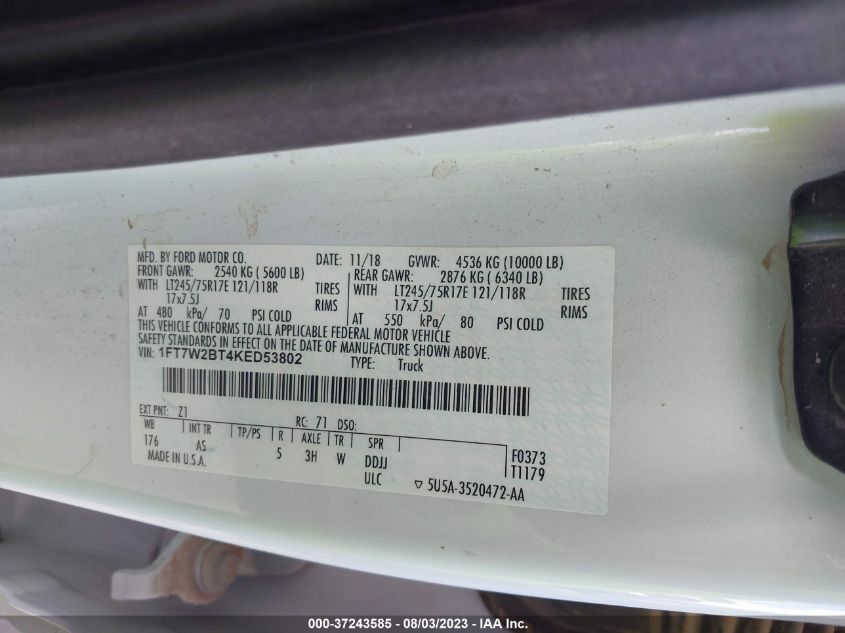 MFD. BY FORD MOTOR CO. DATE: 11/18 GVWR: 4536 KG (10000 LB)
FRONT GAWR: 2540 KG (5600 LB) REAR GAWR: 2876 KG (6340 LB)
WITH LT245/75R17E 121/118R TIRES WITH LT245/75R17E 121/118R TIRES
17x7.5J RIMS 17x7.5J RIMS
AT 480 kPa/ 70 PSI COLD AT 550 kPa/ 80 PSI COLD
THIS VEHICLE CONFORMS TO ALL APPLICABLE FEDERAL MOTOR VEHICLE
SAFETY STANDARDS IN EFFECT ON THE DATE OF MANUFACTURE SHOWN ABOVE.
VIN: 1FT7W2BT4KED53802
TYPE: Truck
EXT PNT: Z1 RC: 71 DSO:
WB INT TR TP/PS R AXLE TR SPR
176 AS 5 3H W DDJJ F0373
MADE IN U.S.A. ULC T1179
5U5A-3520472-AA
000-37243585 - 08/03/2023 - Copyright IAA, Inc.